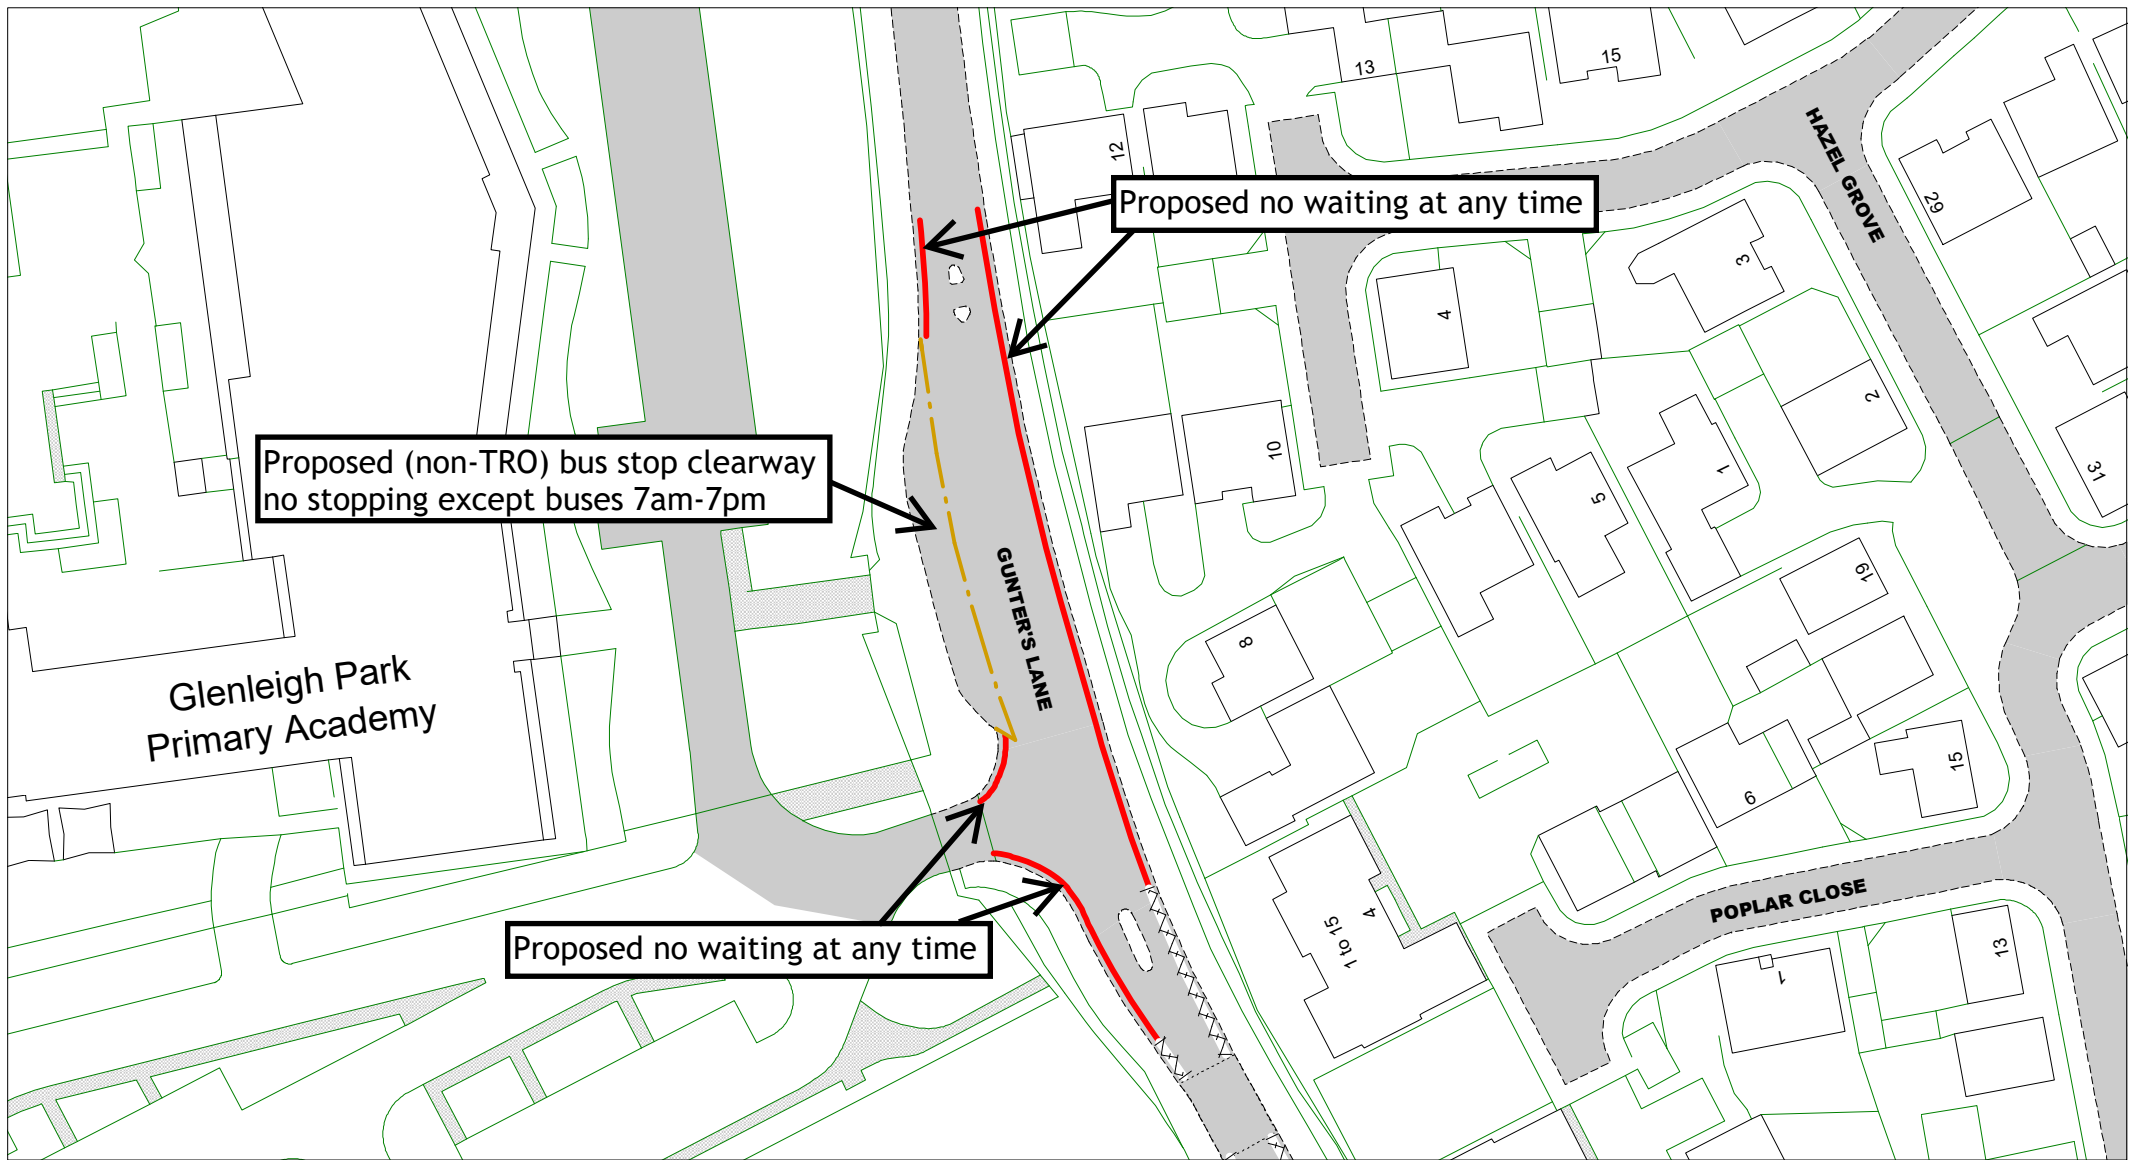 13
15
12
HAZEL GROVE
29
Proposed no waiting at any time
3
4
2
Proposed (non-TRO) bus stop clearway
no stopping except buses 7am-7pm
10
1
31
5
GUNTER'S LANE
19
8
Glenleigh Park
Primary Academy
15
9
POPLAR CLOSE
4
1 to 15
Proposed no waiting at any time
13
1